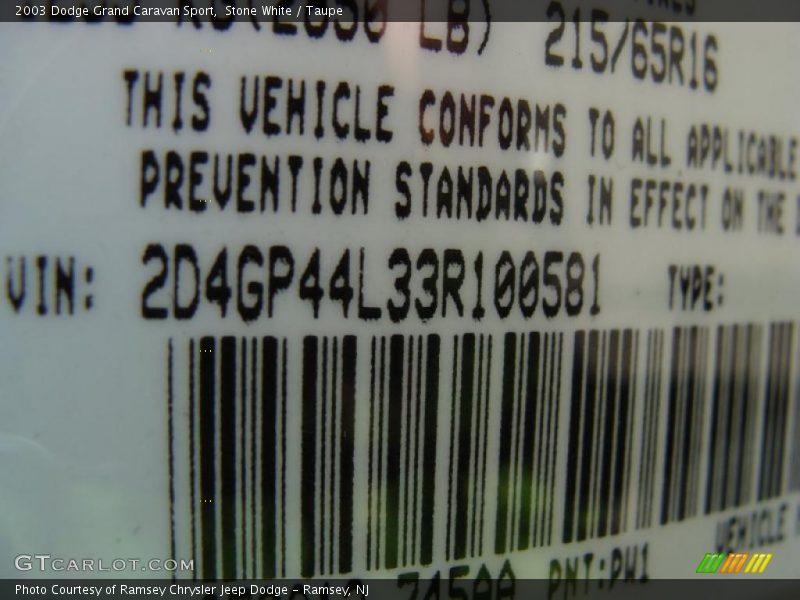 2003 Dodge Grand Caravan Sport, Stone White / Taupe
LB) 215/65R16
THIS VEHICLE CONFORMS TO ALL APPLICABLE
PREVENTION STANDARDS IN EFFECT ON THE
VIN: 2D4GP44L33R100581 TYPE:
VEHICLE
PNT:PW1
GTCARLOT.COM
Photo Courtesy of Ramsey Chrysler Jeep Dodge - Ramsey, NJ